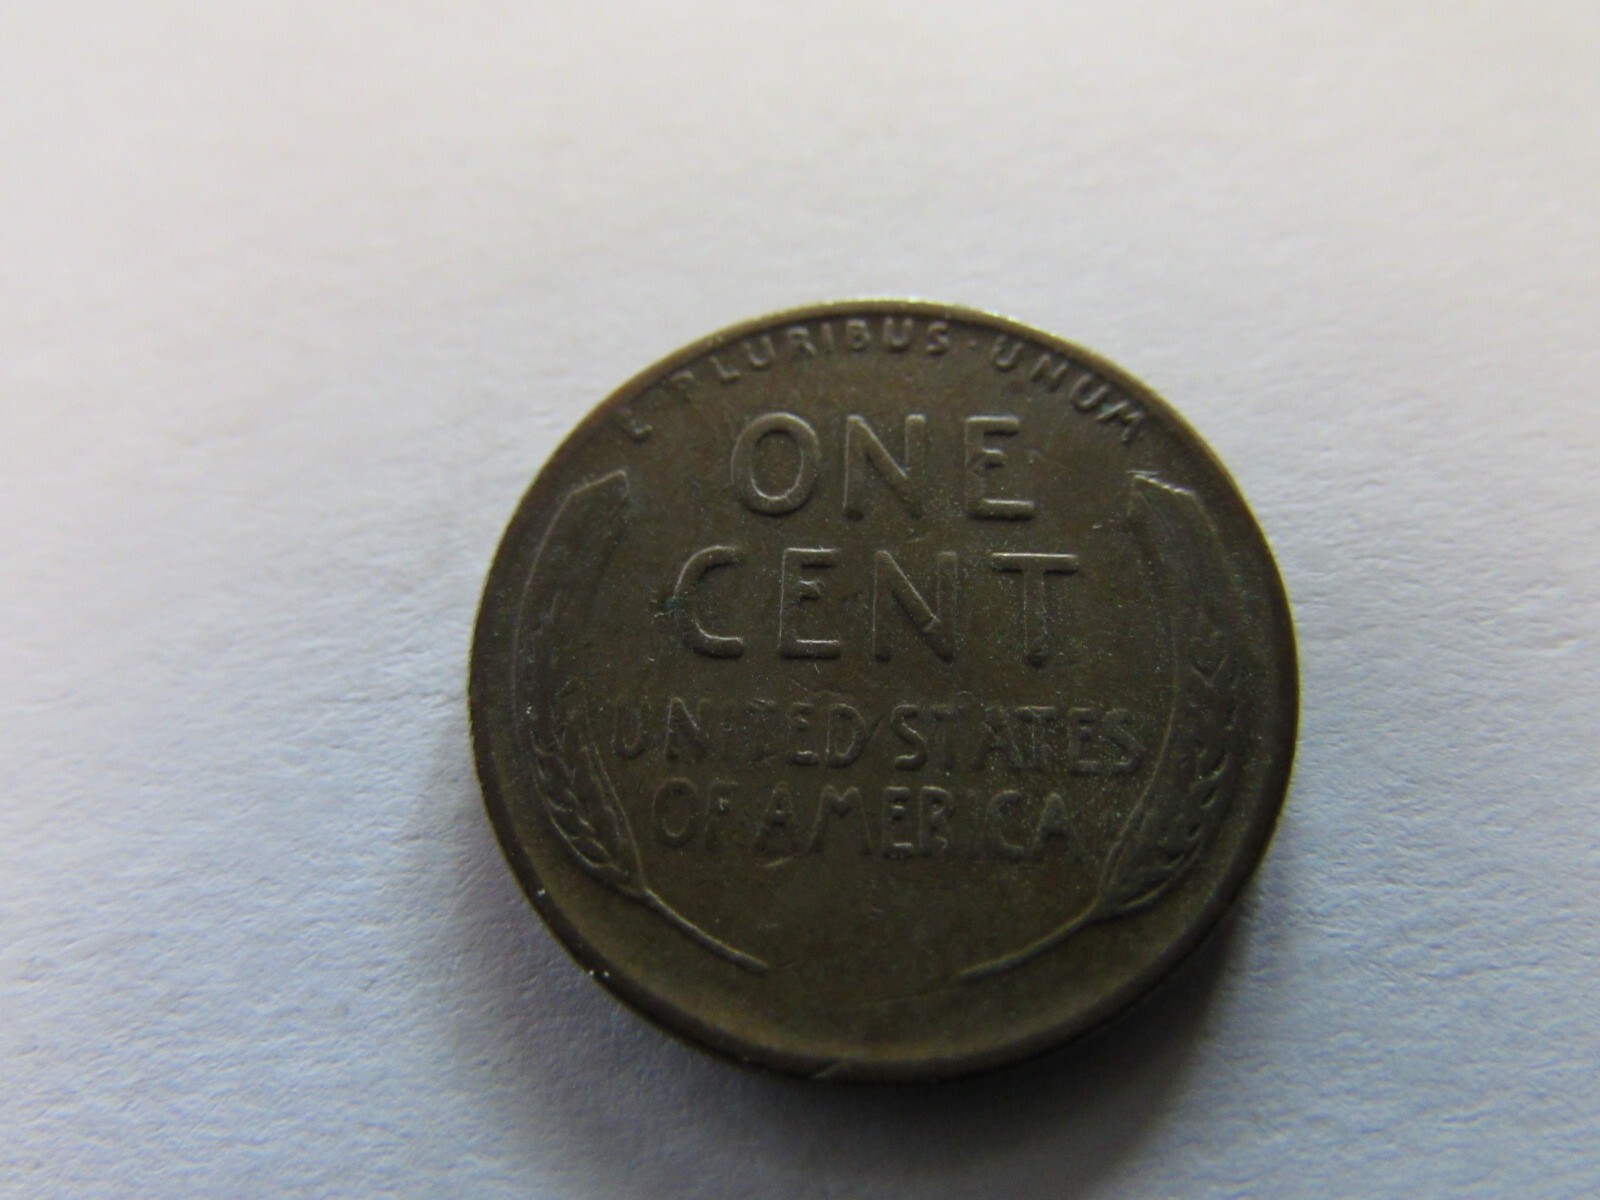 E·PLURIBUS·UNUM
ONE
CENT
UNITED STATES
OF AMERICA